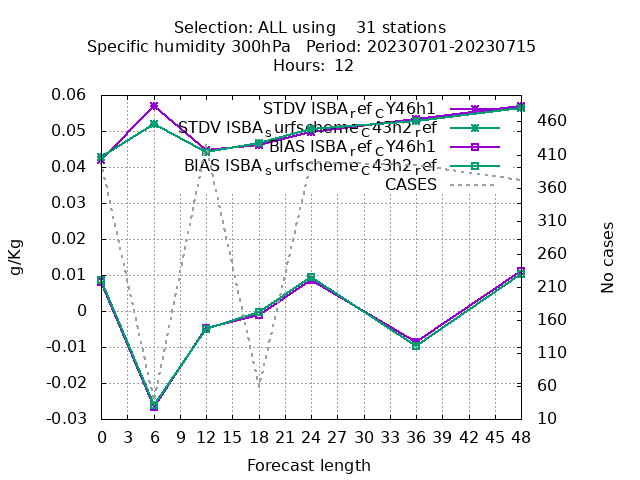 Selection: ALL using 31 stations
Specific humidity 300hPa Period: 20230701-20230715
Hours: 12
STDV ISBA_ref_CY46h1
STDV ISBA_surfscheme_C43h2_ref
BIAS ISBA_ref_CY46h1
BIAS ISBA_surfscheme_C43h2_ref
CASES
0.06
0.05
0.04
0.03
0.02
0.01
0
-0.01
-0.02
-0.03
g/Kg
460
410
360
310
260
210
160
110
60
10
No cases
0 3 6 9 12 15 18 21 24 27 30 33 36 39 42 45 48
Forecast length